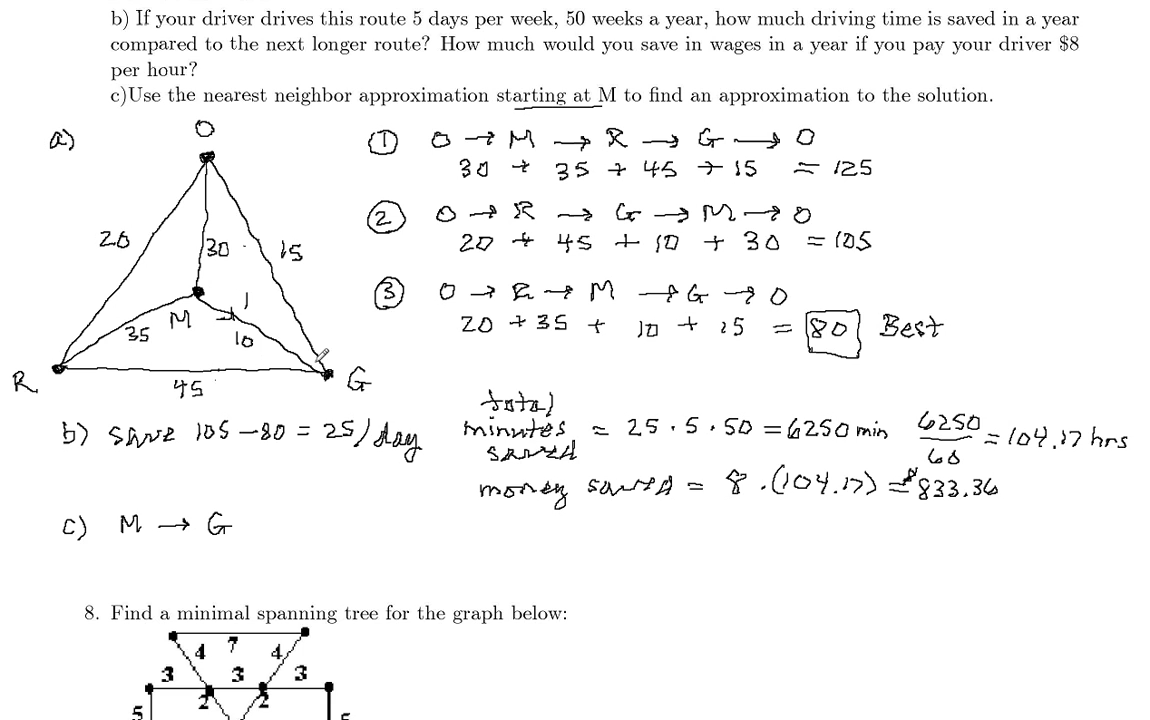 b) If your driver drives this route 5 days per week, 50 weeks a year, how much driving time is saved in a year
compared to the next longer route? How much would you save in wages in a year if you pay your driver $8
per hour?
c)Use the nearest neighbor approximation starting at M to find an approximation to the solution.
a)
O
20
30
15
M
35
10
R
45
G
① O → M → R → G → O
30 + 35 + 45 + 15 = 125
② O → R → G → M → O
20 + 45 + 10 + 30 = 105
③ O → R → M → G → O
20 + 35 + 10 + 15 = 80 Best
b) save 105 - 80 = 25/day
total
minutes
saved
= 25 · 5 · 50 = 6250 min
6250
60
= 104.17 hrs
money saved = 8 · (104.17) = $833.36
c) M → G
8. Find a minimal spanning tree for the graph below:
4 7 4
3 3 3
2 2
5